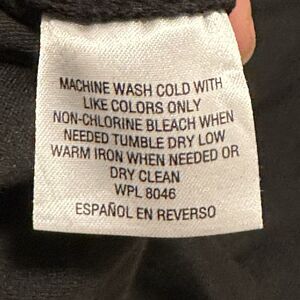 MACHINE WASH COLD WITH
LIKE COLORS ONLY
NON-CHLORINE BLEACH WHEN
NEEDED TUMBLE DRY LOW
WARM IRON WHEN NEEDED OR
DRY CLEAN
WPL 8046
ESPAÑOL EN REVERSO